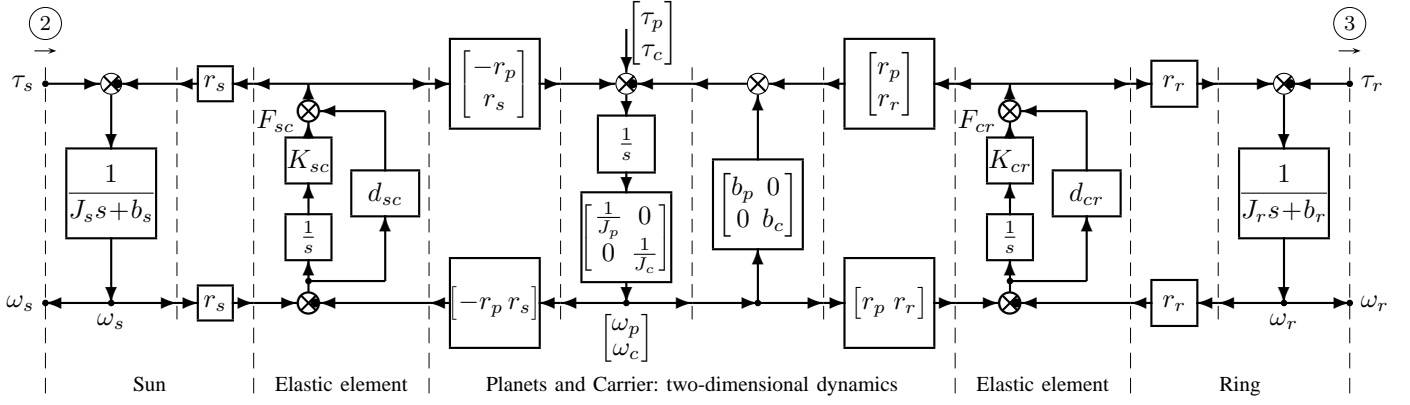 ② [τ_p ③
τ_c]
τ_s r_s [−r_p [r_p r_r τ_r
r_s] r_r]
F_sc F_cr
1/s
K_sc K_cr
1/(J_s s+b_s) d_sc [1/J_p 0 [b_p 0 d_cr 1/(J_r s+b_r)
0 1/J_c] 0 b_c]
1/s 1/s
ω_s r_s [−r_p r_s] [r_p r_r] r_r ω_r
ω_s [ω_p ω_r
ω_c]
Sun Elastic element Planets and Carrier: two-dimensional dynamics Elastic element Ring